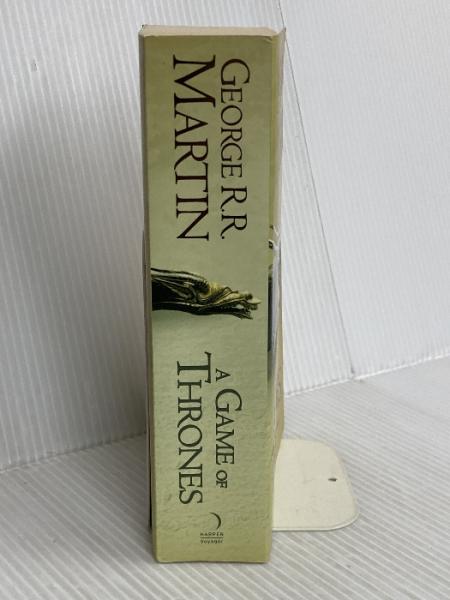 GEORGE R.R.
MARTIN
A GAME OF
THRONES
HARPER
Voyager